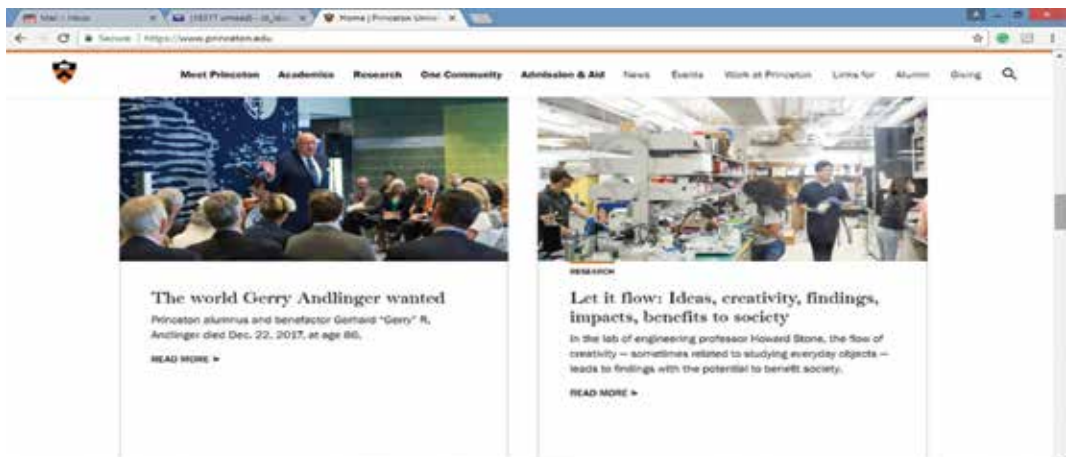 Mail :: Inbox
Home | Princeton Unive
Secure | https://www.princeton.edu
Meet Princeton Academics Research One Community Admission & Aid News Events Work at Princeton Links for Alumni Giving
The world Gerry Andlinger wanted
Princeton alumnus and benefactor Gerhard "Gerry" R.
Andlinger died Dec. 22, 2017, at age 86.
READ MORE
RESEARCH
Let it flow: Ideas, creativity, findings,
impacts, benefits to society
In the lab of engineering professor Howard Stone, the flow of
creativity — sometimes related to studying everyday objects —
leads to findings with the potential to benefit society.
READ MORE